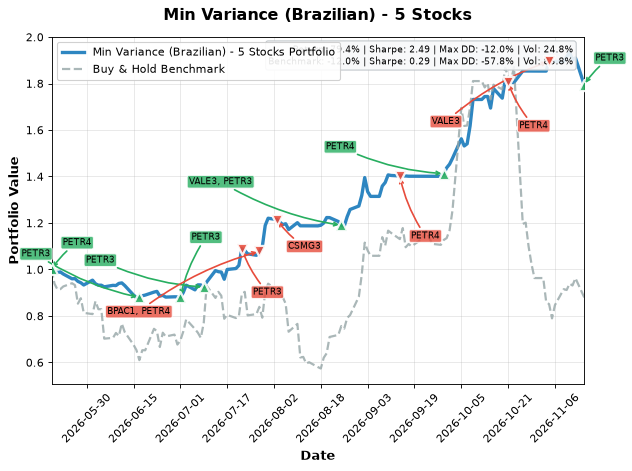 Min Variance (Brazilian) - 5 Stocks
Min Variance (Brazilian) - 5 Stocks Portfolio
Buy & Hold Benchmark
| Sharpe: 2.49 | Max DD: -12.0% | Vol: 24.8%
| Sharpe: 0.29 | Max DD: -57.8% | Vol:
PETR3
VALE3
PETR4
PETR4
VALE3, PETR3
PETR4
PETR3
PETR4
PETR3
PETR3
CSMG3
PETR3
BPAC1, PETR4
Portfolio Value
2.0
1.8
1.6
1.4
1.2
1.0
0.8
0.6
2026-05-30
2026-06-15
2026-07-01
2026-07-17
2026-08-02
2026-08-18
2026-09-03
2026-09-19
2026-10-05
2026-10-21
2026-11-06
Date